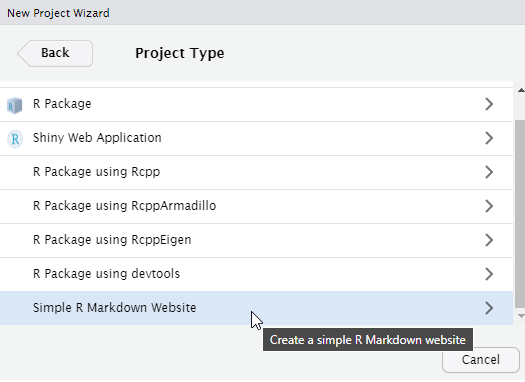 New Project Wizard
Back
Project Type
R Package
R Shiny Web Application
R Package using Rcpp
R Package using RcppArmadillo
R Package using RcppEigen
R Package using devtools
Simple R Markdown Website
Create a simple R Markdown website
Cancel